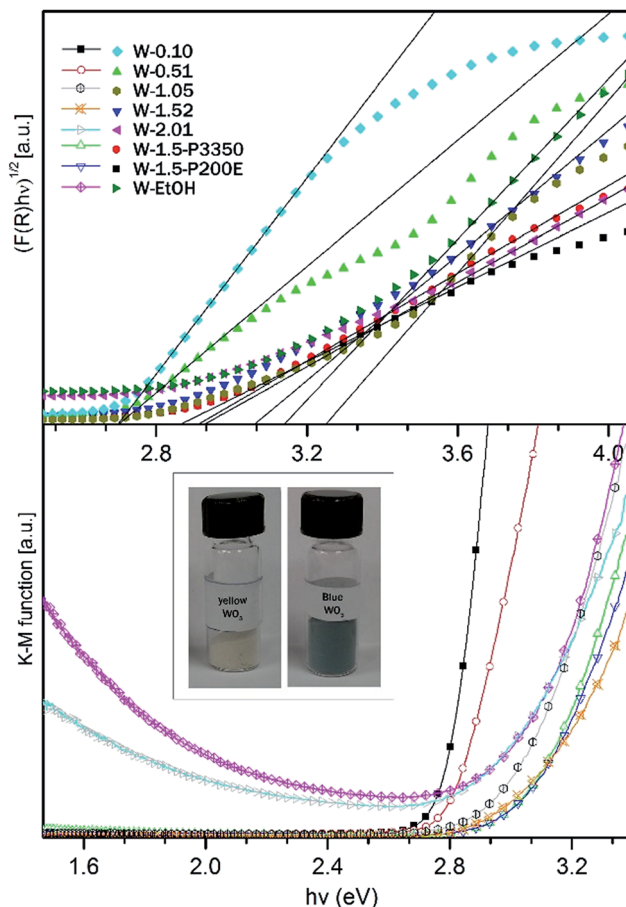 (F(R)hν)1/2 [a.u.]
W-0.10
W-0.51
W-1.05
W-1.52
W-2.01
W-1.5-P3350
W-1.5-P200E
W-EtOH
2.8 3.2 3.6 4.0
K-M function [a.u.]
yellow
WO3
Blue
WO3
1.6 2.0 2.4 2.8 3.2
hν (eV)